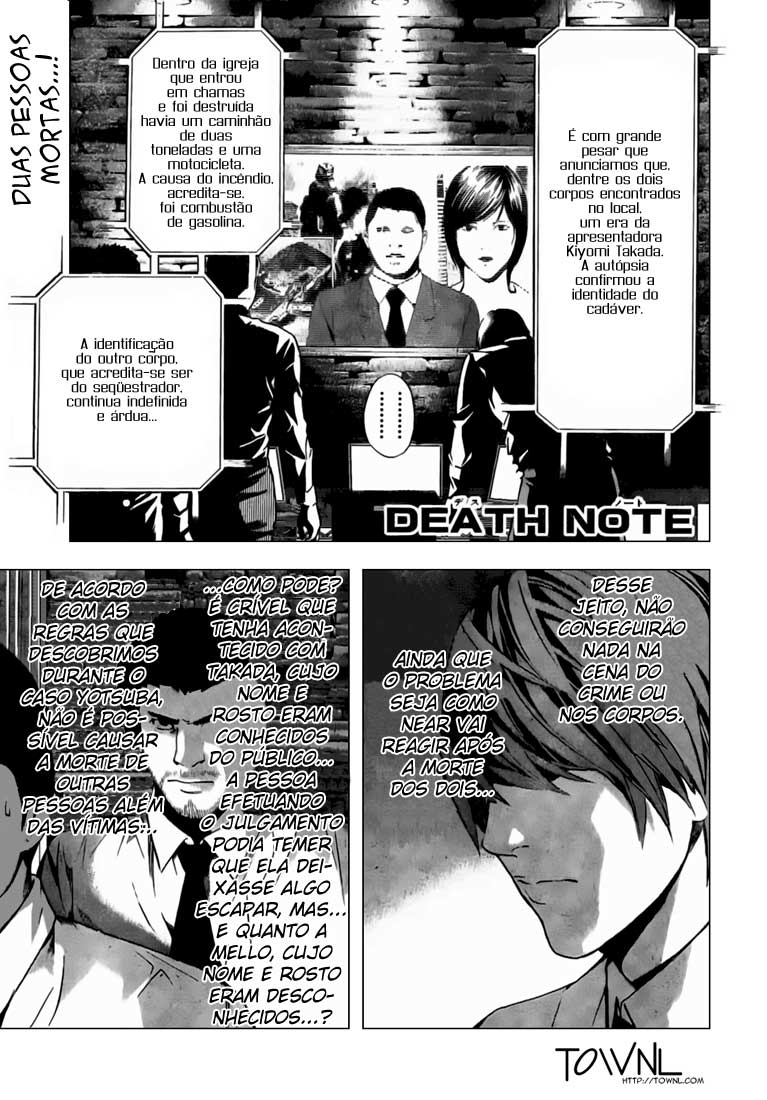 DUAS PESSOAS
MORTAS...!
É com grande
pesar que
anunciamos que,
dentre os dois
corpos encontrados
no local,
um era da
apresentadora
Kiyomi Takada.
A autópsia
confirmou a
identidade do
cadáver.
Dentro da igreja
que entrou
em chamas
e foi destruída
havia um caminhão
de duas
toneladas e uma
motocicleta.
A causa do incêndio,
acredita-se,
foi combustão
de gasolina.
A identificação
do outro corpo,
que acredita-se ser
do seqüestrador,
continua indefinida
e árdua...
デス ノート
DEATH NOTE
DESSE
JEITO, NÃO
CONSEGUIRÃO
NADA NA
CENA DO
CRIME OU
NOS CORPOS.
AINDA QUE
O PROBLEMA
SEJA COMO
NEAR VAI
REAGIR APÓS
A MORTE
DOS DOIS...
...COMO PODE?
É CRÍVEL QUE
TENHA ACON-
TECIDO COM
TAKADA, CUJO
NOME E
ROSTO ERAM
CONHECIDOS
DO PÚBLICO...
A PESSOA
EFETUANDO
O JULGAMENTO
PODIA TEMER
QUE ELA DEI-
XASSE ALGO
ESCAPAR, MAS...
E QUANTO A
MELLO, CUJO
NOME E ROSTO
ERAM DESCO-
NHECIDOS...?
DE ACORDO
COM AS
REGRAS QUE
DESCOBRIMOS
DURANTE O
CASO YOTSUBA,
NÃO É POS-
SÍVEL CAUSAR
A MORTE DE
OUTRAS
PESSOAS ALÉM
DAS VÍTIMAS...
TOWNL
HTTP://TOWNL.COM